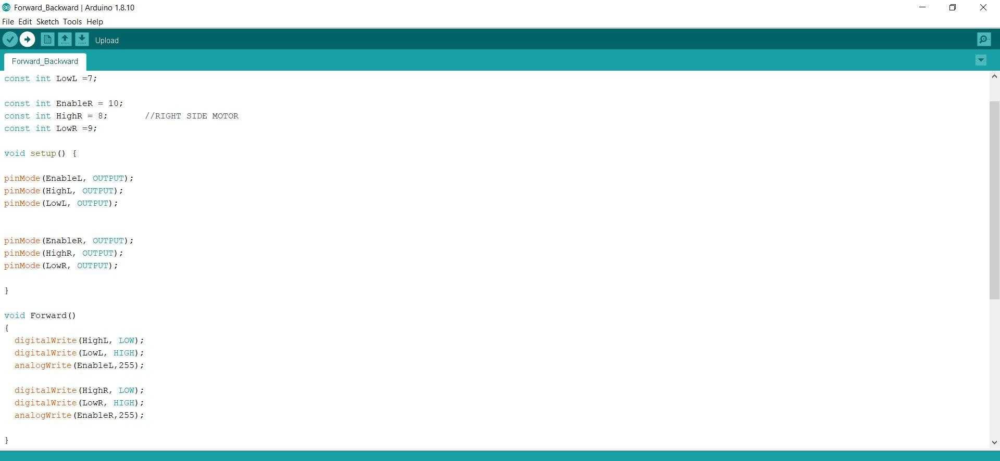 Forward_Backward | Arduino 1.8.10
File Edit Sketch Tools Help
Upload
Forward_Backward
const int LowL =7;
const int EnableR = 10;
const int HighR = 8;       //RIGHT SIDE MOTOR
const int LowR =9;
void setup() {
pinMode(EnableL, OUTPUT);
pinMode(HighL, OUTPUT);
pinMode(LowL, OUTPUT);
pinMode(EnableR, OUTPUT);
pinMode(HighR, OUTPUT);
pinMode(LowR, OUTPUT);
}
void Forward()
{
  digitalWrite(HighL, LOW);
  digitalWrite(LowL, HIGH);
  analogWrite(EnableL,255);
  digitalWrite(HighR, LOW);
  digitalWrite(LowR, HIGH);
  analogWrite(EnableR,255);
}